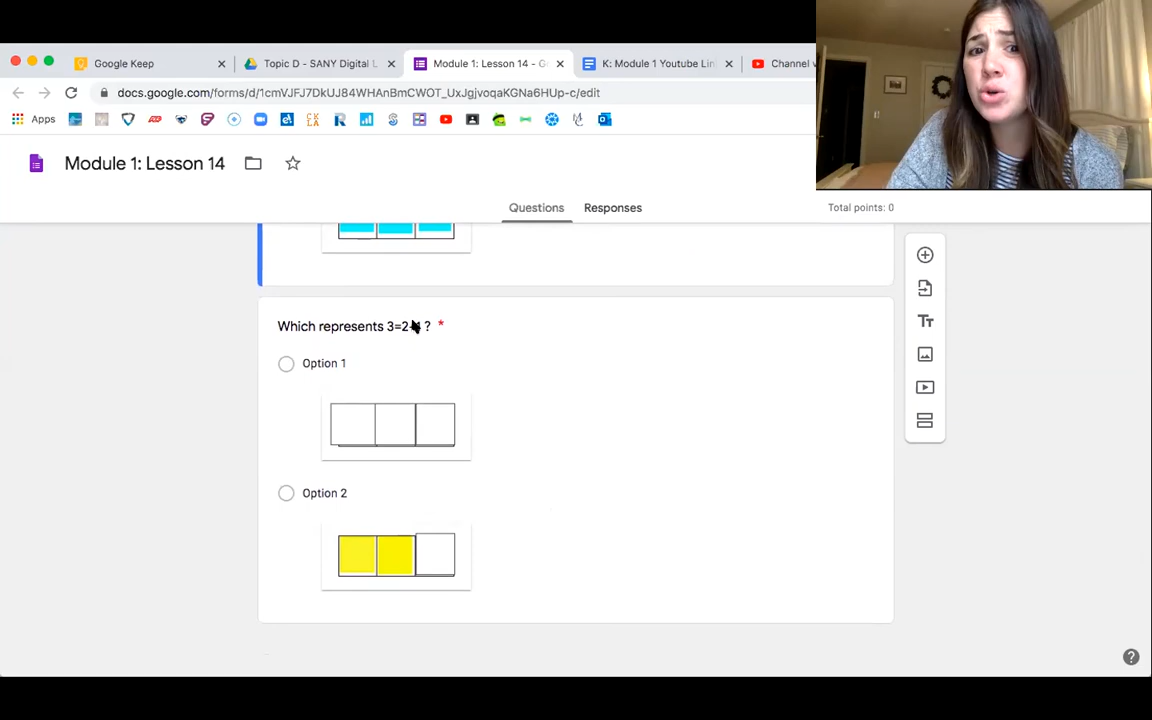 Google Keep
Topic D - SANY Digital L
Module 1: Lesson 14 - G
K: Module 1 Youtube Lin
Channel v
docs.google.com/forms/d/1cmVJFJ7DkUJ84WHAnBmCWOT_UxJgjvoqaKGNa6HUp-c/edit
Apps
Module 1: Lesson 14
Questions
Responses
Total points: 0
Which represents 3=2 ? *
Option 1
Option 2